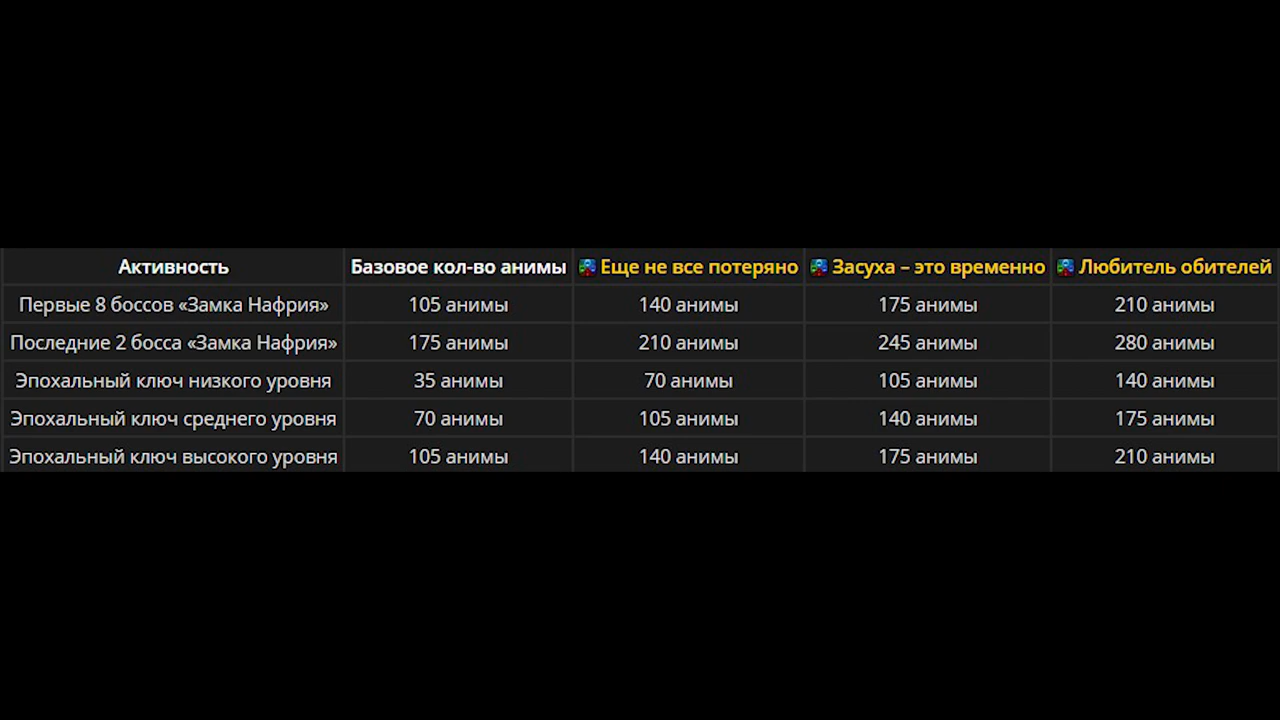 Активность Базовое кол-во анимы Еще не все потеряно Засуха – это временно Любитель обителей
Первые 8 боссов «Замка Нафрия» 105 анимы 140 анимы 175 анимы 210 анимы
Последние 2 босса «Замка Нафрия» 175 анимы 210 анимы 245 анимы 280 анимы
Эпохальный ключ низкого уровня 35 анимы 70 анимы 105 анимы 140 анимы
Эпохальный ключ среднего уровня 70 анимы 105 анимы 140 анимы 175 анимы
Эпохальный ключ высокого уровня 105 анимы 140 анимы 175 анимы 210 анимы